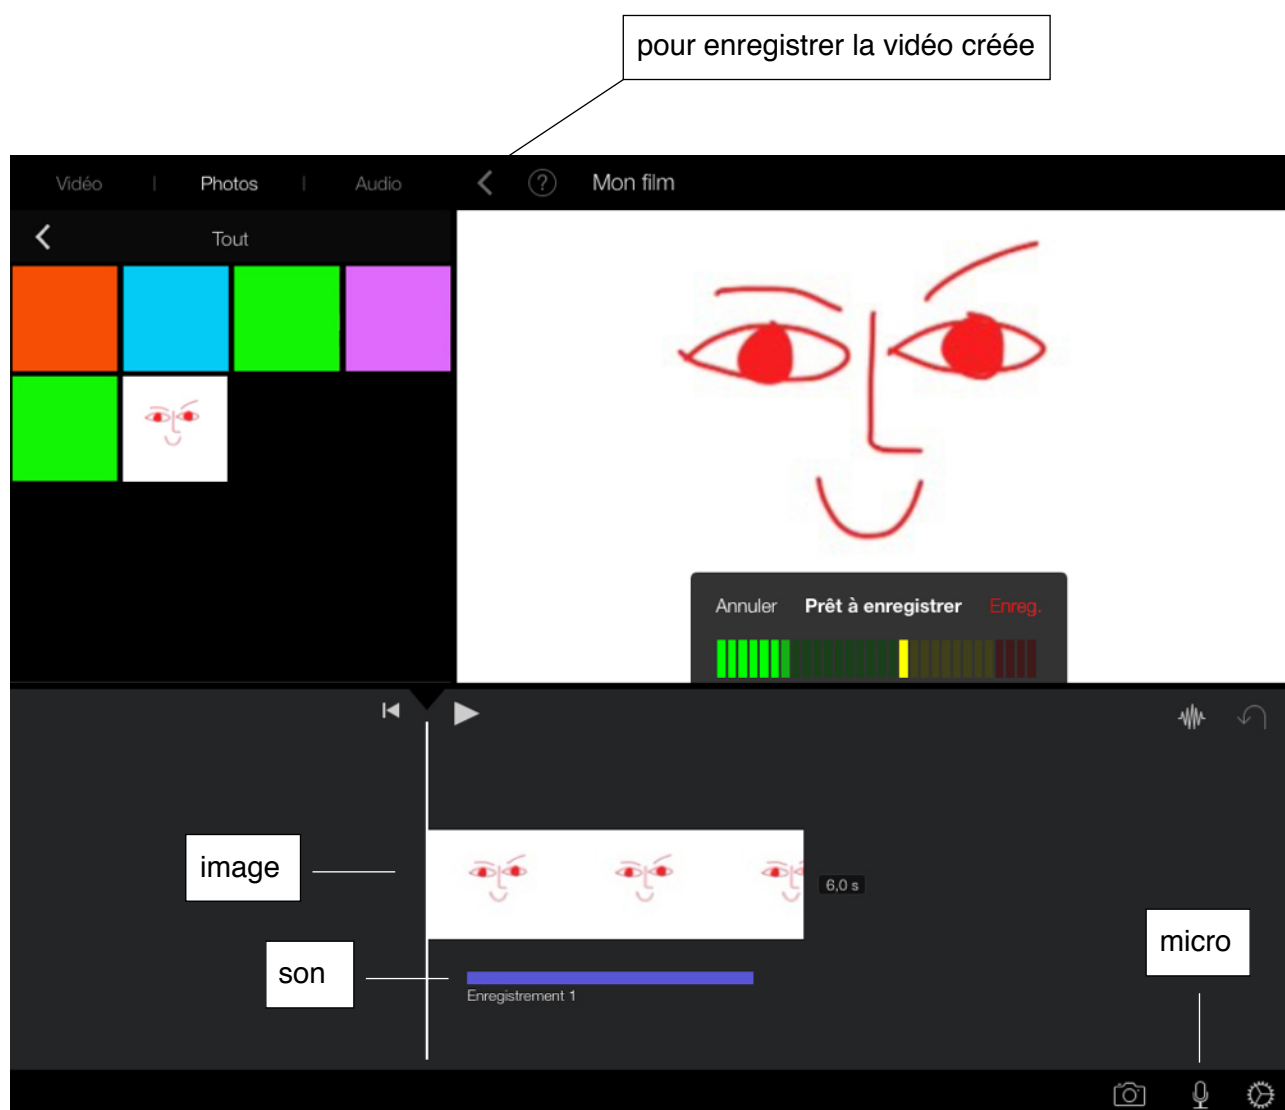 pour enregistrer la vidéo créée
Vidéo | Photos | Audio
? Mon film
Tout
Annuler Prêt à enregistrer Enreg.
image
6,0 s
micro
son
Enregistrement 1